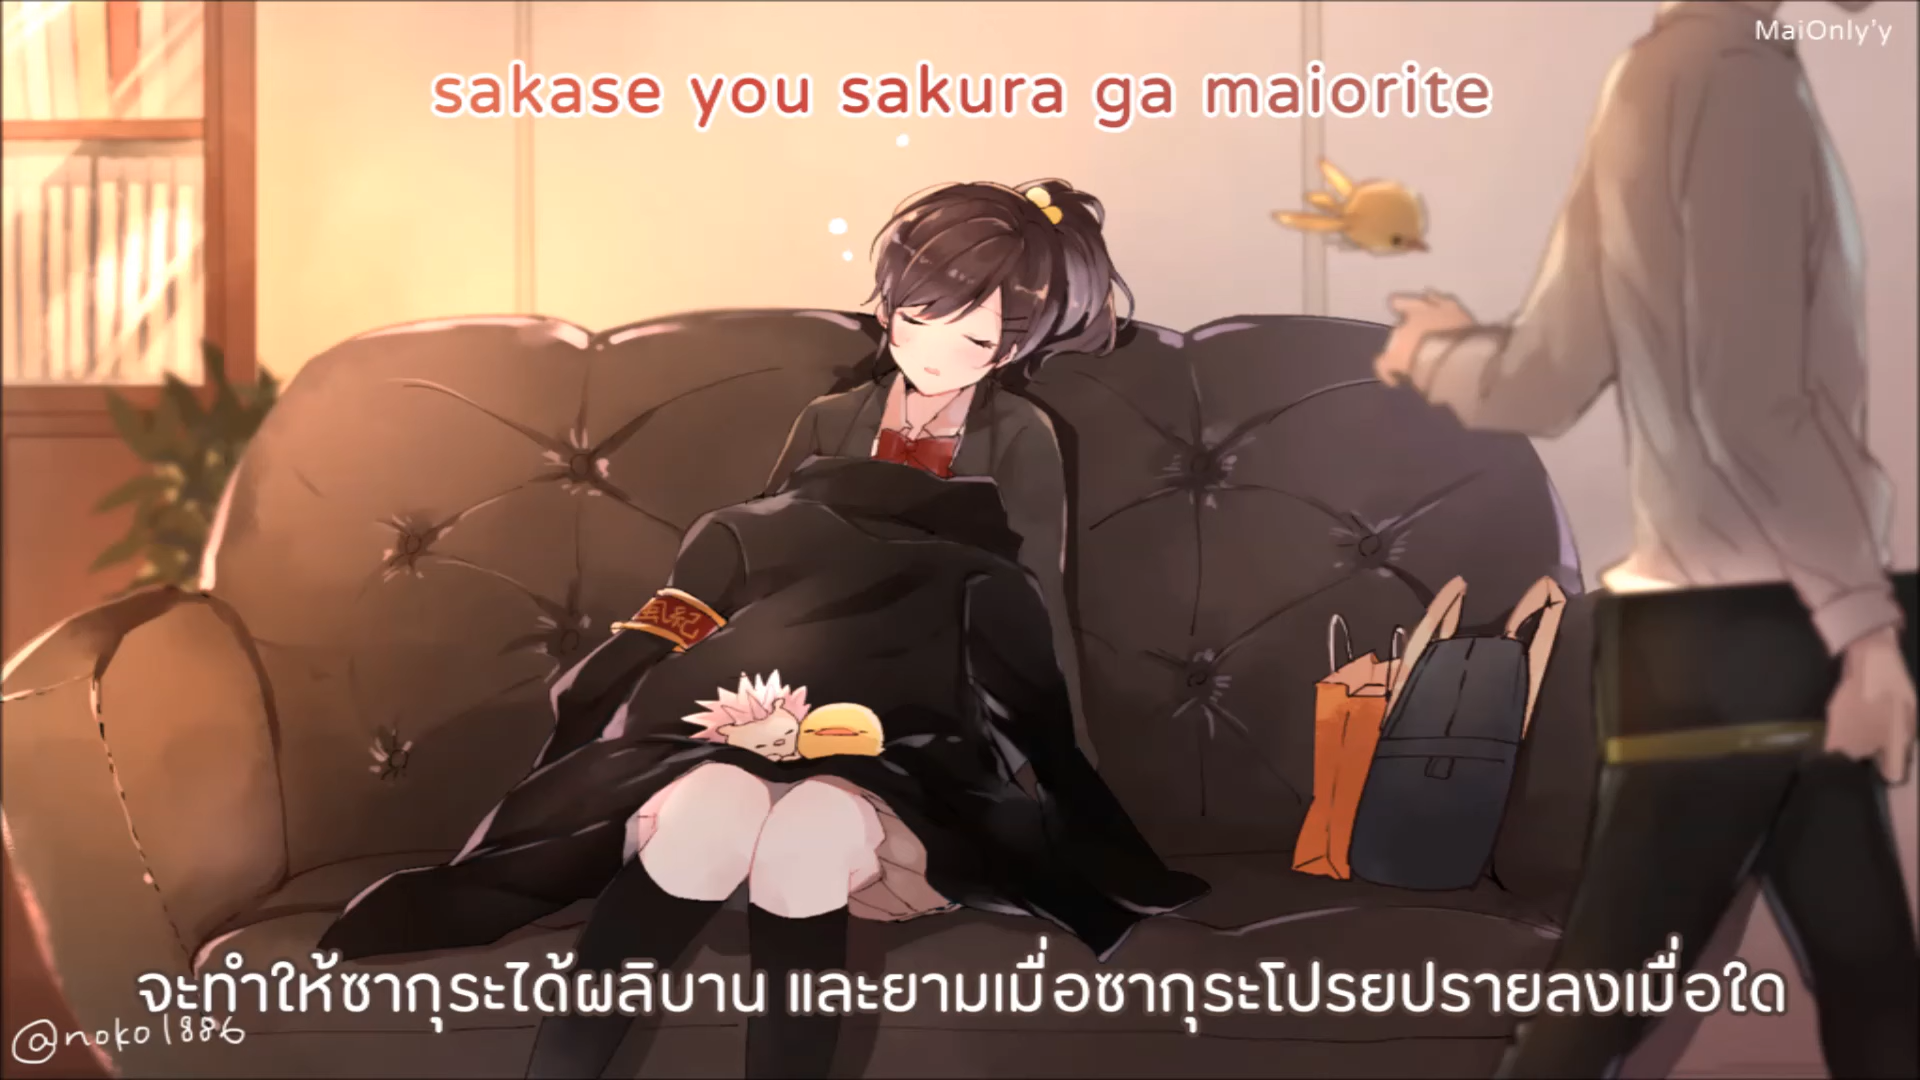 MaiOnly'y
sakase you sakura ga maiorite
風紀
จะทำให้ซากุระได้ผลิบาน และยามเมื่อซากุระโปรยปรายลงเมื่อใด
@noko1886